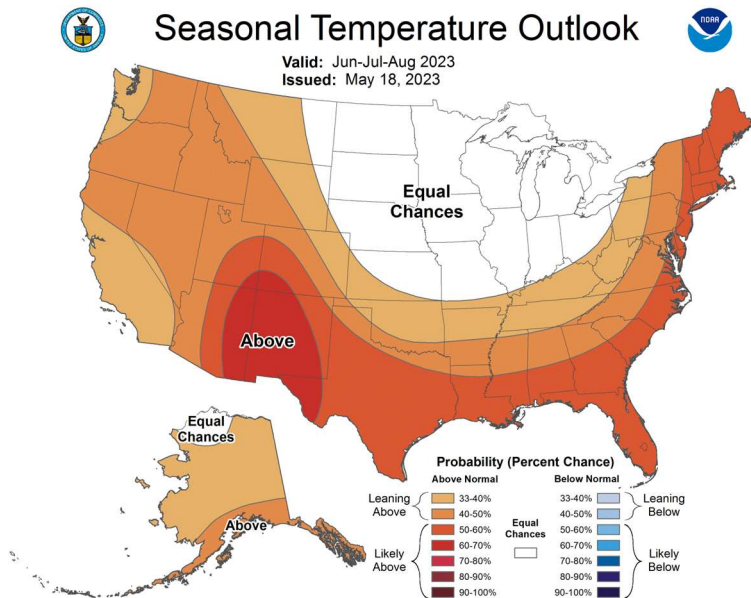 Seasonal Temperature Outlook
NOAA
Valid: Jun-Jul-Aug 2023
Issued: May 18, 2023
Equal
Chances
Above
Equal
Chances
Above
Probability (Percent Chance)
Above Normal
Below Normal
Leaning
Above
33-40%
40-50%
Likely
Above
50-60%
60-70%
70-80%
80-90%
90-100%
Equal
Chances
33-40%
40-50%
Leaning
Below
50-60%
60-70%
70-80%
80-90%
90-100%
Likely
Below